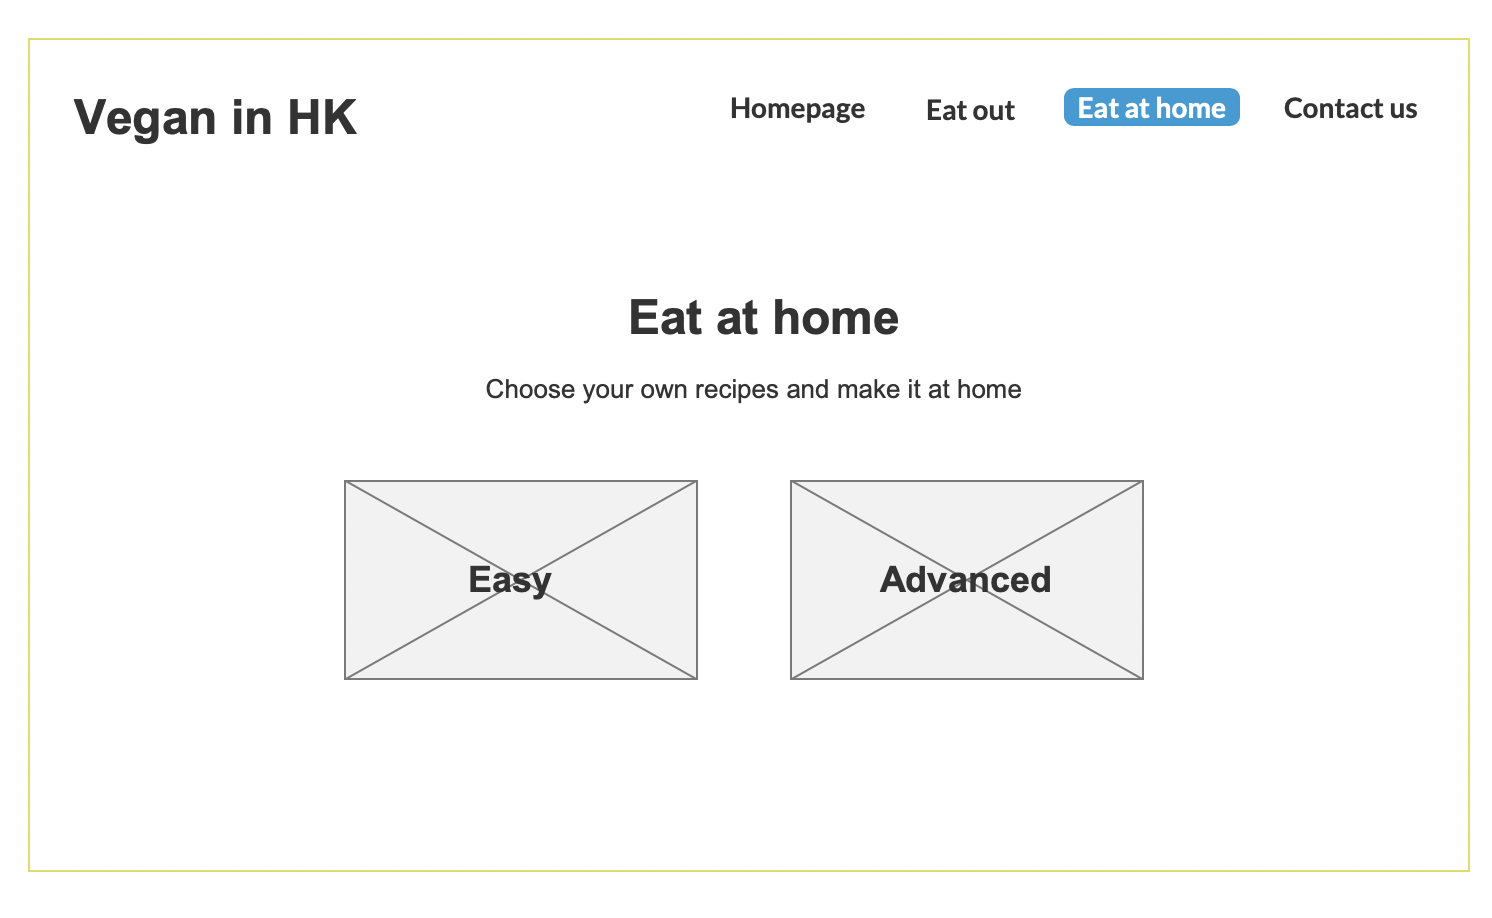 Vegan in HK
Homepage
Eat out
Eat at home
Contact us
Eat at home
Choose your own recipes and make it at home
Easy
Advanced